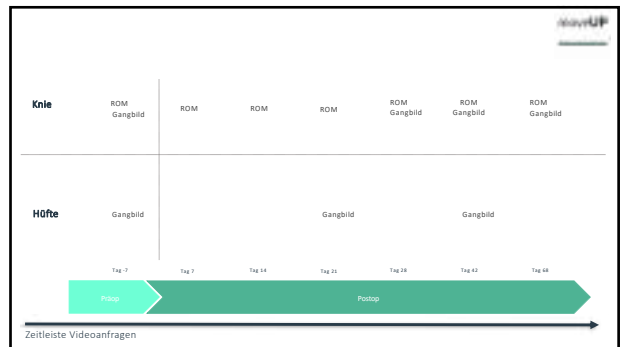 moveUP
Knie
ROM
Gangbild
ROM
ROM
ROM
ROM
Gangbild
ROM
Gangbild
ROM
Gangbild
Hüfte
Gangbild
Gangbild
Gangbild
Tag -7
Tag 7
Tag 14
Tag 21
Tag 28
Tag 42
Tag 68
Präop
Postop
Zeitleiste Videoanfragen